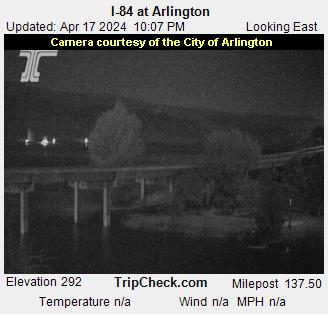 I-84 at Arlington
Updated: Apr 17 2024 10:07 PM Looking East
Camera courtesy of the City of Arlington
Elevation 292 TripCheck.com Milepost 137.50
Temperature n/a Wind n/a MPH n/a